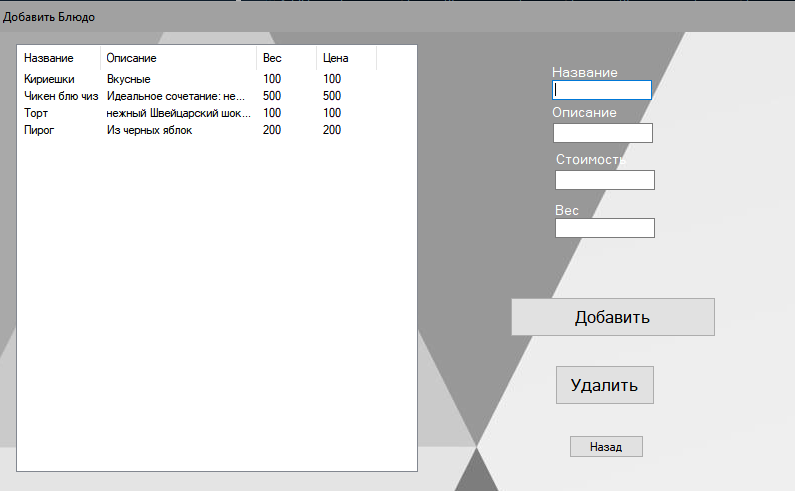 Добавить Блюдо
Название Описание Вес Цена
Кириешки Вкусные 100 100
Чикен блю чиз Идеальное сочетание: не... 500 500
Торт нежный Швейцарский шок... 100 100
Пирог Из черных яблок 200 200
Название
Описание
Стоимость
Вес
Добавить
Удалить
Назад